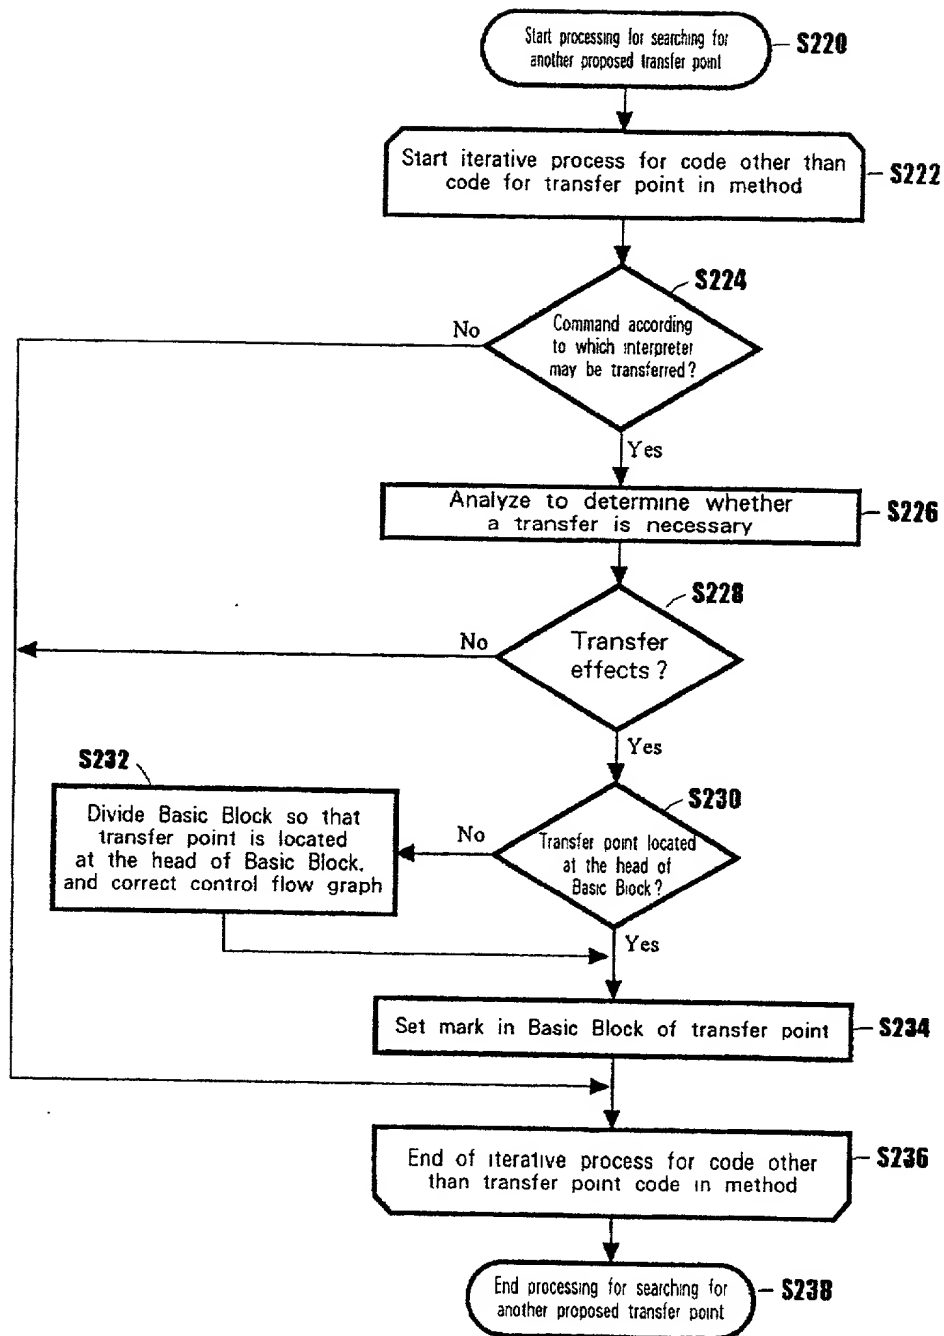 Start processing for searching for
another proposed transfer point
S220
Start iterative process for code other than
code for transfer point in method
S222
S224
Command according
to which interpreter
may be transferred?
No
Yes
Analyze to determine whether
a transfer is necessary
S226
S228
Transfer
effects?
No
Yes
S232
Divide Basic Block so that
transfer point is located
at the head of Basic Block.
and correct control flow graph
S230
Transfer point located
at the head of
Basic Block?
No
Yes
Set mark in Basic Block of transfer point
S234
End of iterative process for code other
than transfer point code in method
S236
End processing for searching for
another proposed transfer point
S238